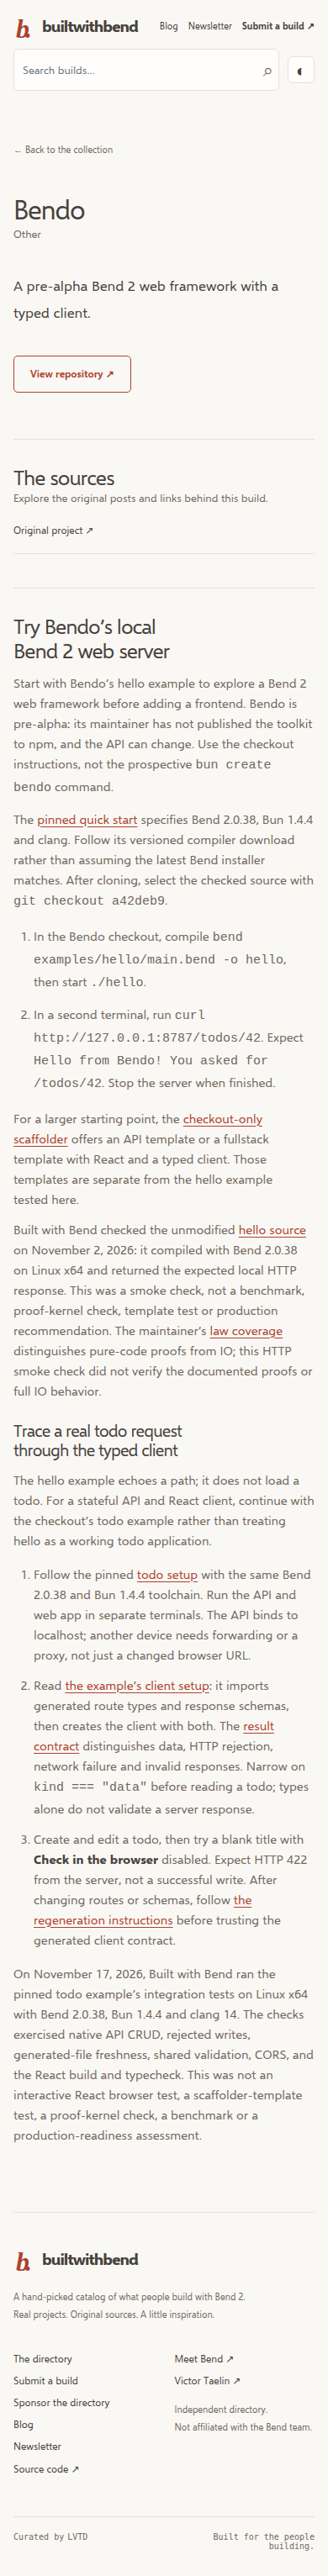 builtwithbend
Blog Newsletter Submit a build ↗
Search builds...
← Back to the collection
Bendo
Other
A pre-alpha Bend 2 web framework with a
typed client.
View repository ↗
The sources
Explore the original posts and links behind this build.
Original project ↗
Try Bendo's local
Bend 2 web server
Start with Bendo's hello example to explore a Bend 2
web framework before adding a frontend. Bendo is
pre-alpha: its maintainer has not published the toolkit
to npm, and the API can change. Use the checkout
instructions, not the prospective bun create
bendo command.
The pinned quick start specifies Bend 2.0.38, Bun 1.4.4
and clang. Follow its versioned compiler download
rather than assuming the latest Bend installer
matches. After cloning, select the checked source with
git checkout a42deb9.
1. In the Bendo checkout, compile bend
examples/hello/main.bend -o hello,
then start ./hello.
2. In a second terminal, run curl
http://127.0.0.1:8787/todos/42. Expect
Hello from Bendo! You asked for
/todos/42. Stop the server when finished.
For a larger starting point, the checkout-only
scaffolder offers an API template or a fullstack
template with React and a typed client. Those
templates are separate from the hello example
tested here.
Built with Bend checked the unmodified hello source
on November 2, 2026: it compiled with Bend 2.0.38
on Linux x64 and returned the expected local HTTP
response. This was a smoke check, not a benchmark,
proof-kernel check, template test or production
recommendation. The maintainer's law coverage
distinguishes pure-code proofs from IO; this HTTP
smoke check did not verify the documented proofs or
full IO behavior.
Trace a real todo request
through the typed client
The hello example echoes a path; it does not load a
todo. For a stateful API and React client, continue with
the checkout's todo example rather than treating
hello as a working todo application.
1. Follow the pinned todo setup with the same Bend
2.0.38 and Bun 1.4.4 toolchain. Run the API and
web app in separate terminals. The API binds to
localhost; another device needs forwarding or a
proxy, not just a changed browser URL.
2. Read the example's client setup: it imports
generated route types and response schemas,
then creates the client with both. The result
contract distinguishes data, HTTP rejection,
network failure and invalid responses. Narrow on
kind === "data" before reading a todo; types
alone do not validate a server response.
3. Create and edit a todo, then try a blank title with
Check in the browser disabled. Expect HTTP 422
from the server, not a successful write. After
changing routes or schemas, follow the
regeneration instructions before trusting the
generated client contract.
On November 17, 2026, Built with Bend ran the
pinned todo example's integration tests on Linux x64
with Bend 2.0.38, Bun 1.4.4 and clang 14. The checks
exercised native API CRUD, rejected writes,
generated-file freshness, shared validation, CORS, and
the React build and typecheck. This was not an
interactive React browser test, a scaffolder-template
test, a proof-kernel check, a benchmark or a
production-readiness assessment.
builtwithbend
A hand-picked catalog of what people build with Bend 2.
Real projects. Original sources. A little inspiration.
The directory
Submit a build
Sponsor the directory
Blog
Newsletter
Source code ↗
Meet Bend ↗
Victor Taelin ↗
Independent directory.
Not affiliated with the Bend team.
Curated by LVTD
Built for the people
building.